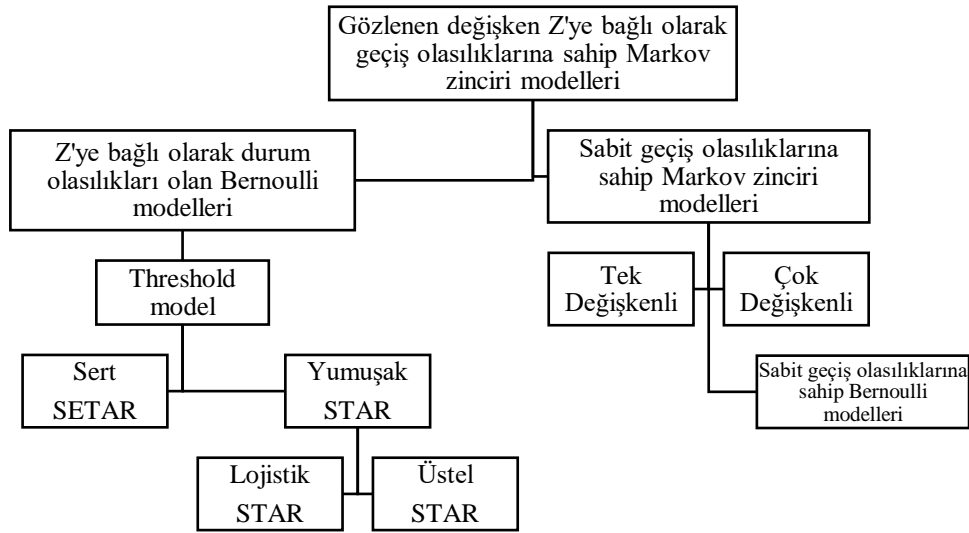 Gözlenen değişken Z'ye bağlı olarak
geçiş olasılıklarına sahip Markov
zinciri modelleri
Z'ye bağlı olarak durum
olasılıkları olan Bernoulli
modelleri
Sabit geçiş olasılıklarına
sahip Markov zinciri
modelleri
Threshold
model
Tek
Değişkenli
Çok
Değişkenli
Sert
SETAR
Yumuşak
STAR
Sabit geçiş olasılıklarına
sahip Bernoulli
modelleri
Lojistik
STAR
Üstel
STAR